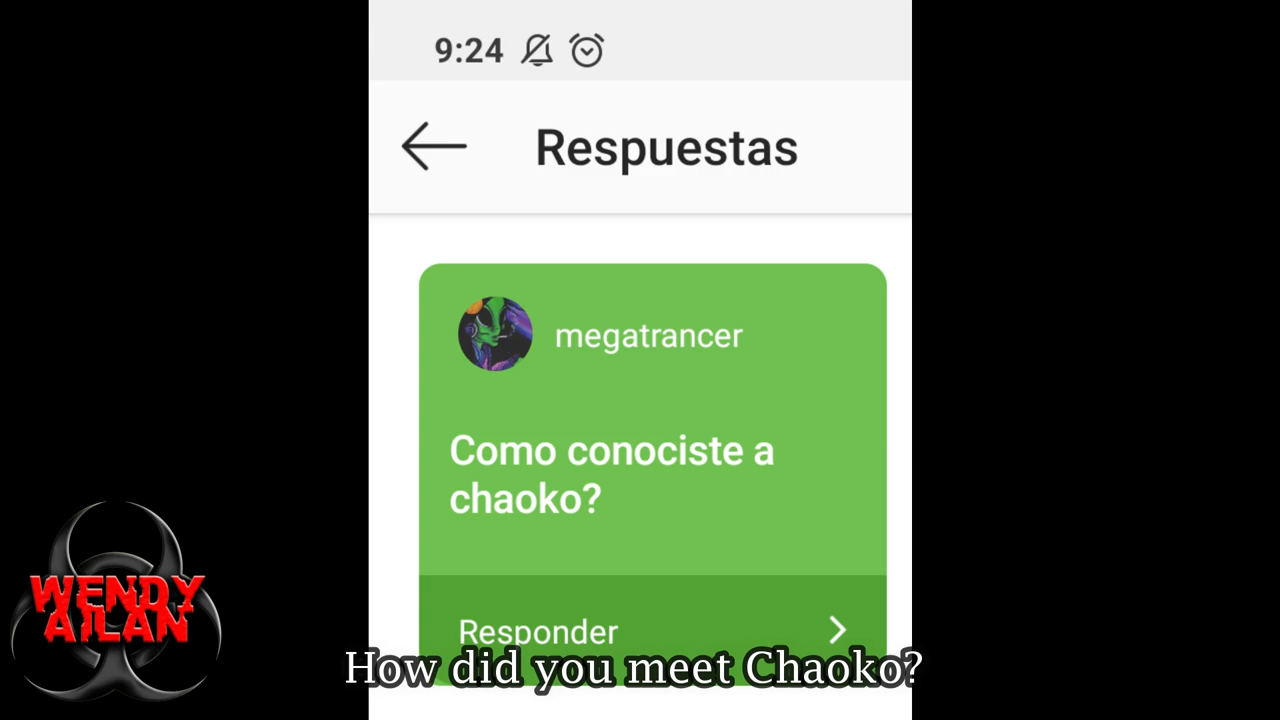 9:24
Respuestas
megatrancer
Como conociste a
chaoko?
Responder
How did you meet Chaoko?
WENDY
AILAN